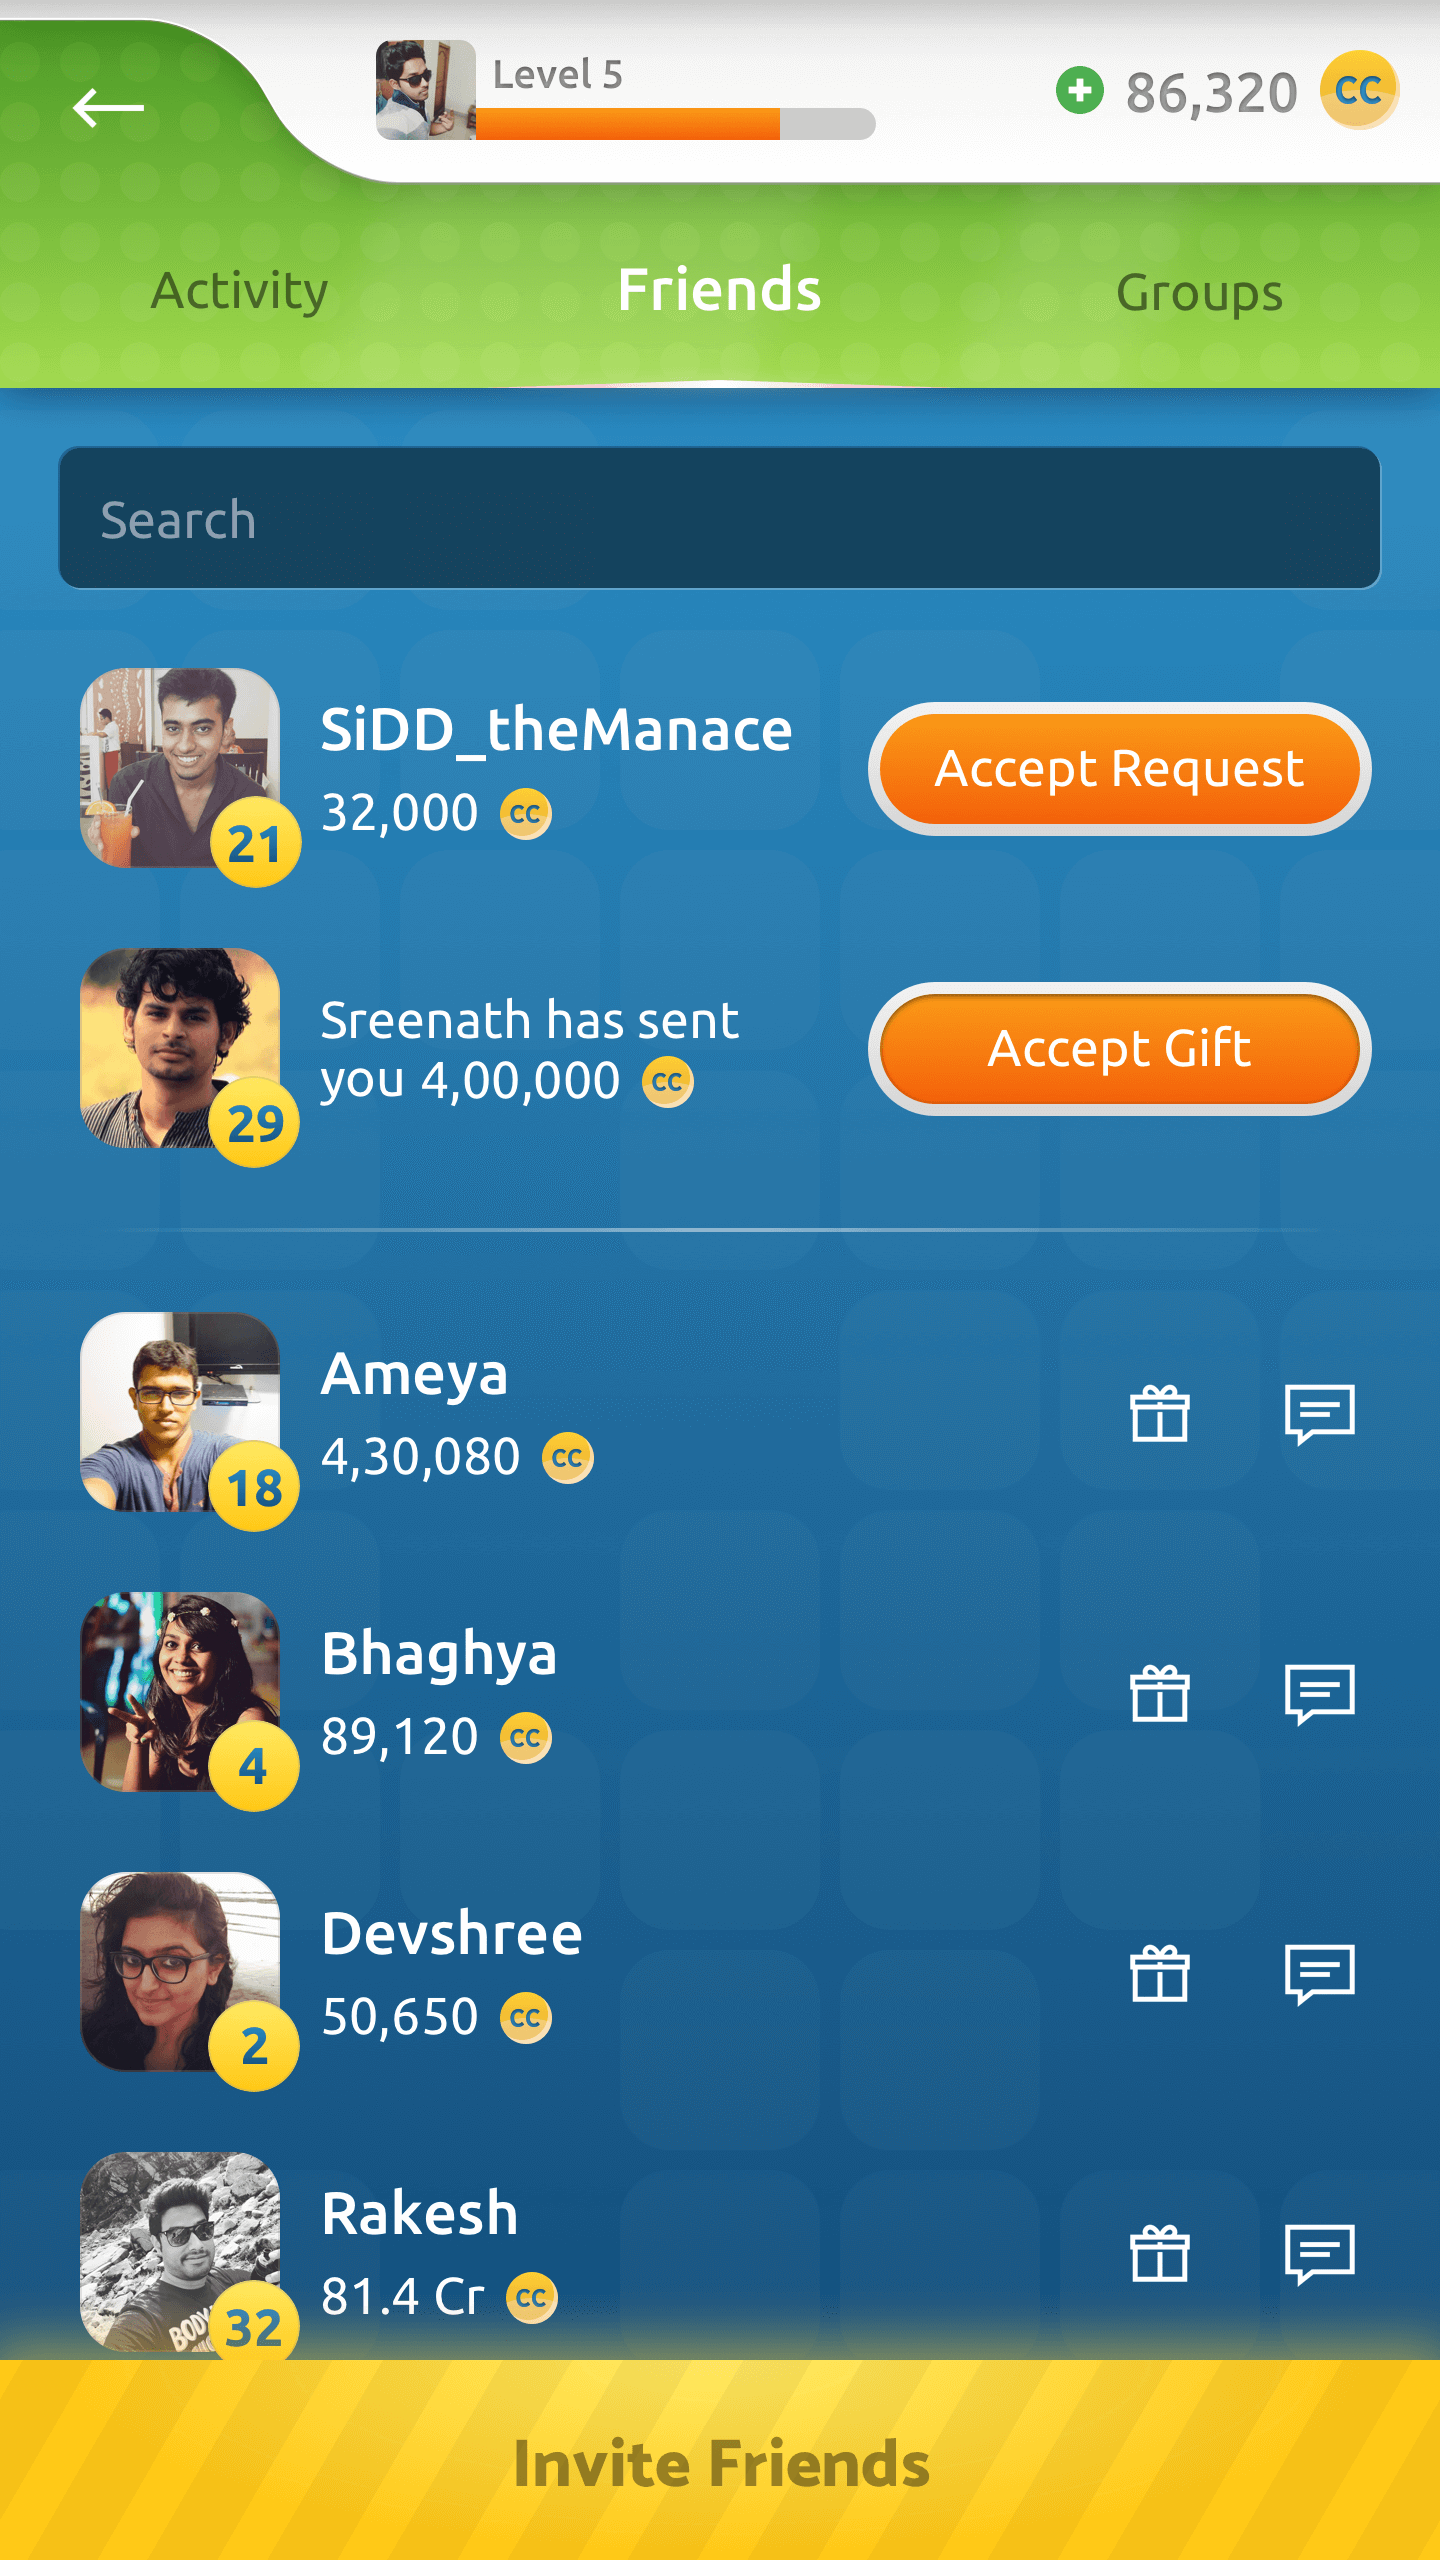 Level 5
86,320 CC
Activity
Friends
Groups
Search
SiDD_theManace
32,000 CC
21
Accept Request
Sreenath has sent
you 4,00,000 CC
29
Accept Gift
Ameya
4,30,080 CC
18
Bhaghya
89,120 CC
4
Devshree
50,650 CC
2
Rakesh
81.4 Cr CC
BODY
32
Invite Friends